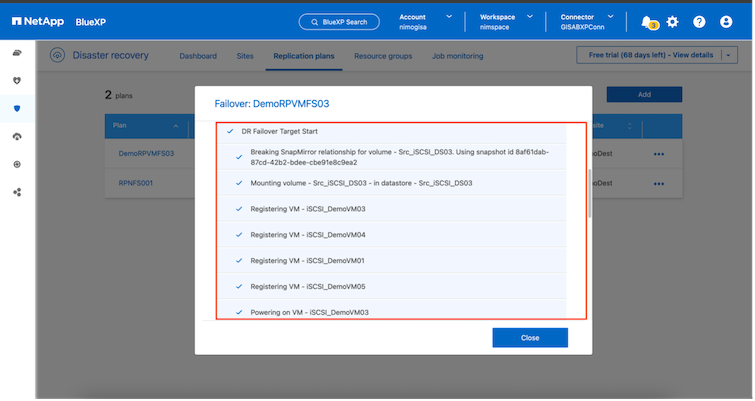 NetApp BlueXP
BlueXP Search
Account
nimogisa
Workspace
nimspace
Connector
GISABXPConn
3
Disaster recovery
Dashboard
Sites
Replication plans
Resource groups
Job monitoring
Free trial (68 days left) - View details
2 plans
Add
Failover: DemoRPVMFS03
Plan
site
DemoRPVMFS03
moDest
RPNFS001
moDest
DR Failover Target Start
Breaking SnapMirror relationship for volume - Src_iSCSI_DS03. Using snapshot id 8af61dab-
87cd-42b2-bdee-cbe91e8c9ea2
Mounting volume - Src_iSCSI_DS03 - in datastore - Src_iSCSI_DS03
Registering VM - iSCSI_DemoVM03
Registering VM - iSCSI_DemoVM04
Registering VM - iSCSI_DemoVM01
Registering VM - iSCSI_DemoVM05
Powering on VM - iSCSI_DemoVM03
Close